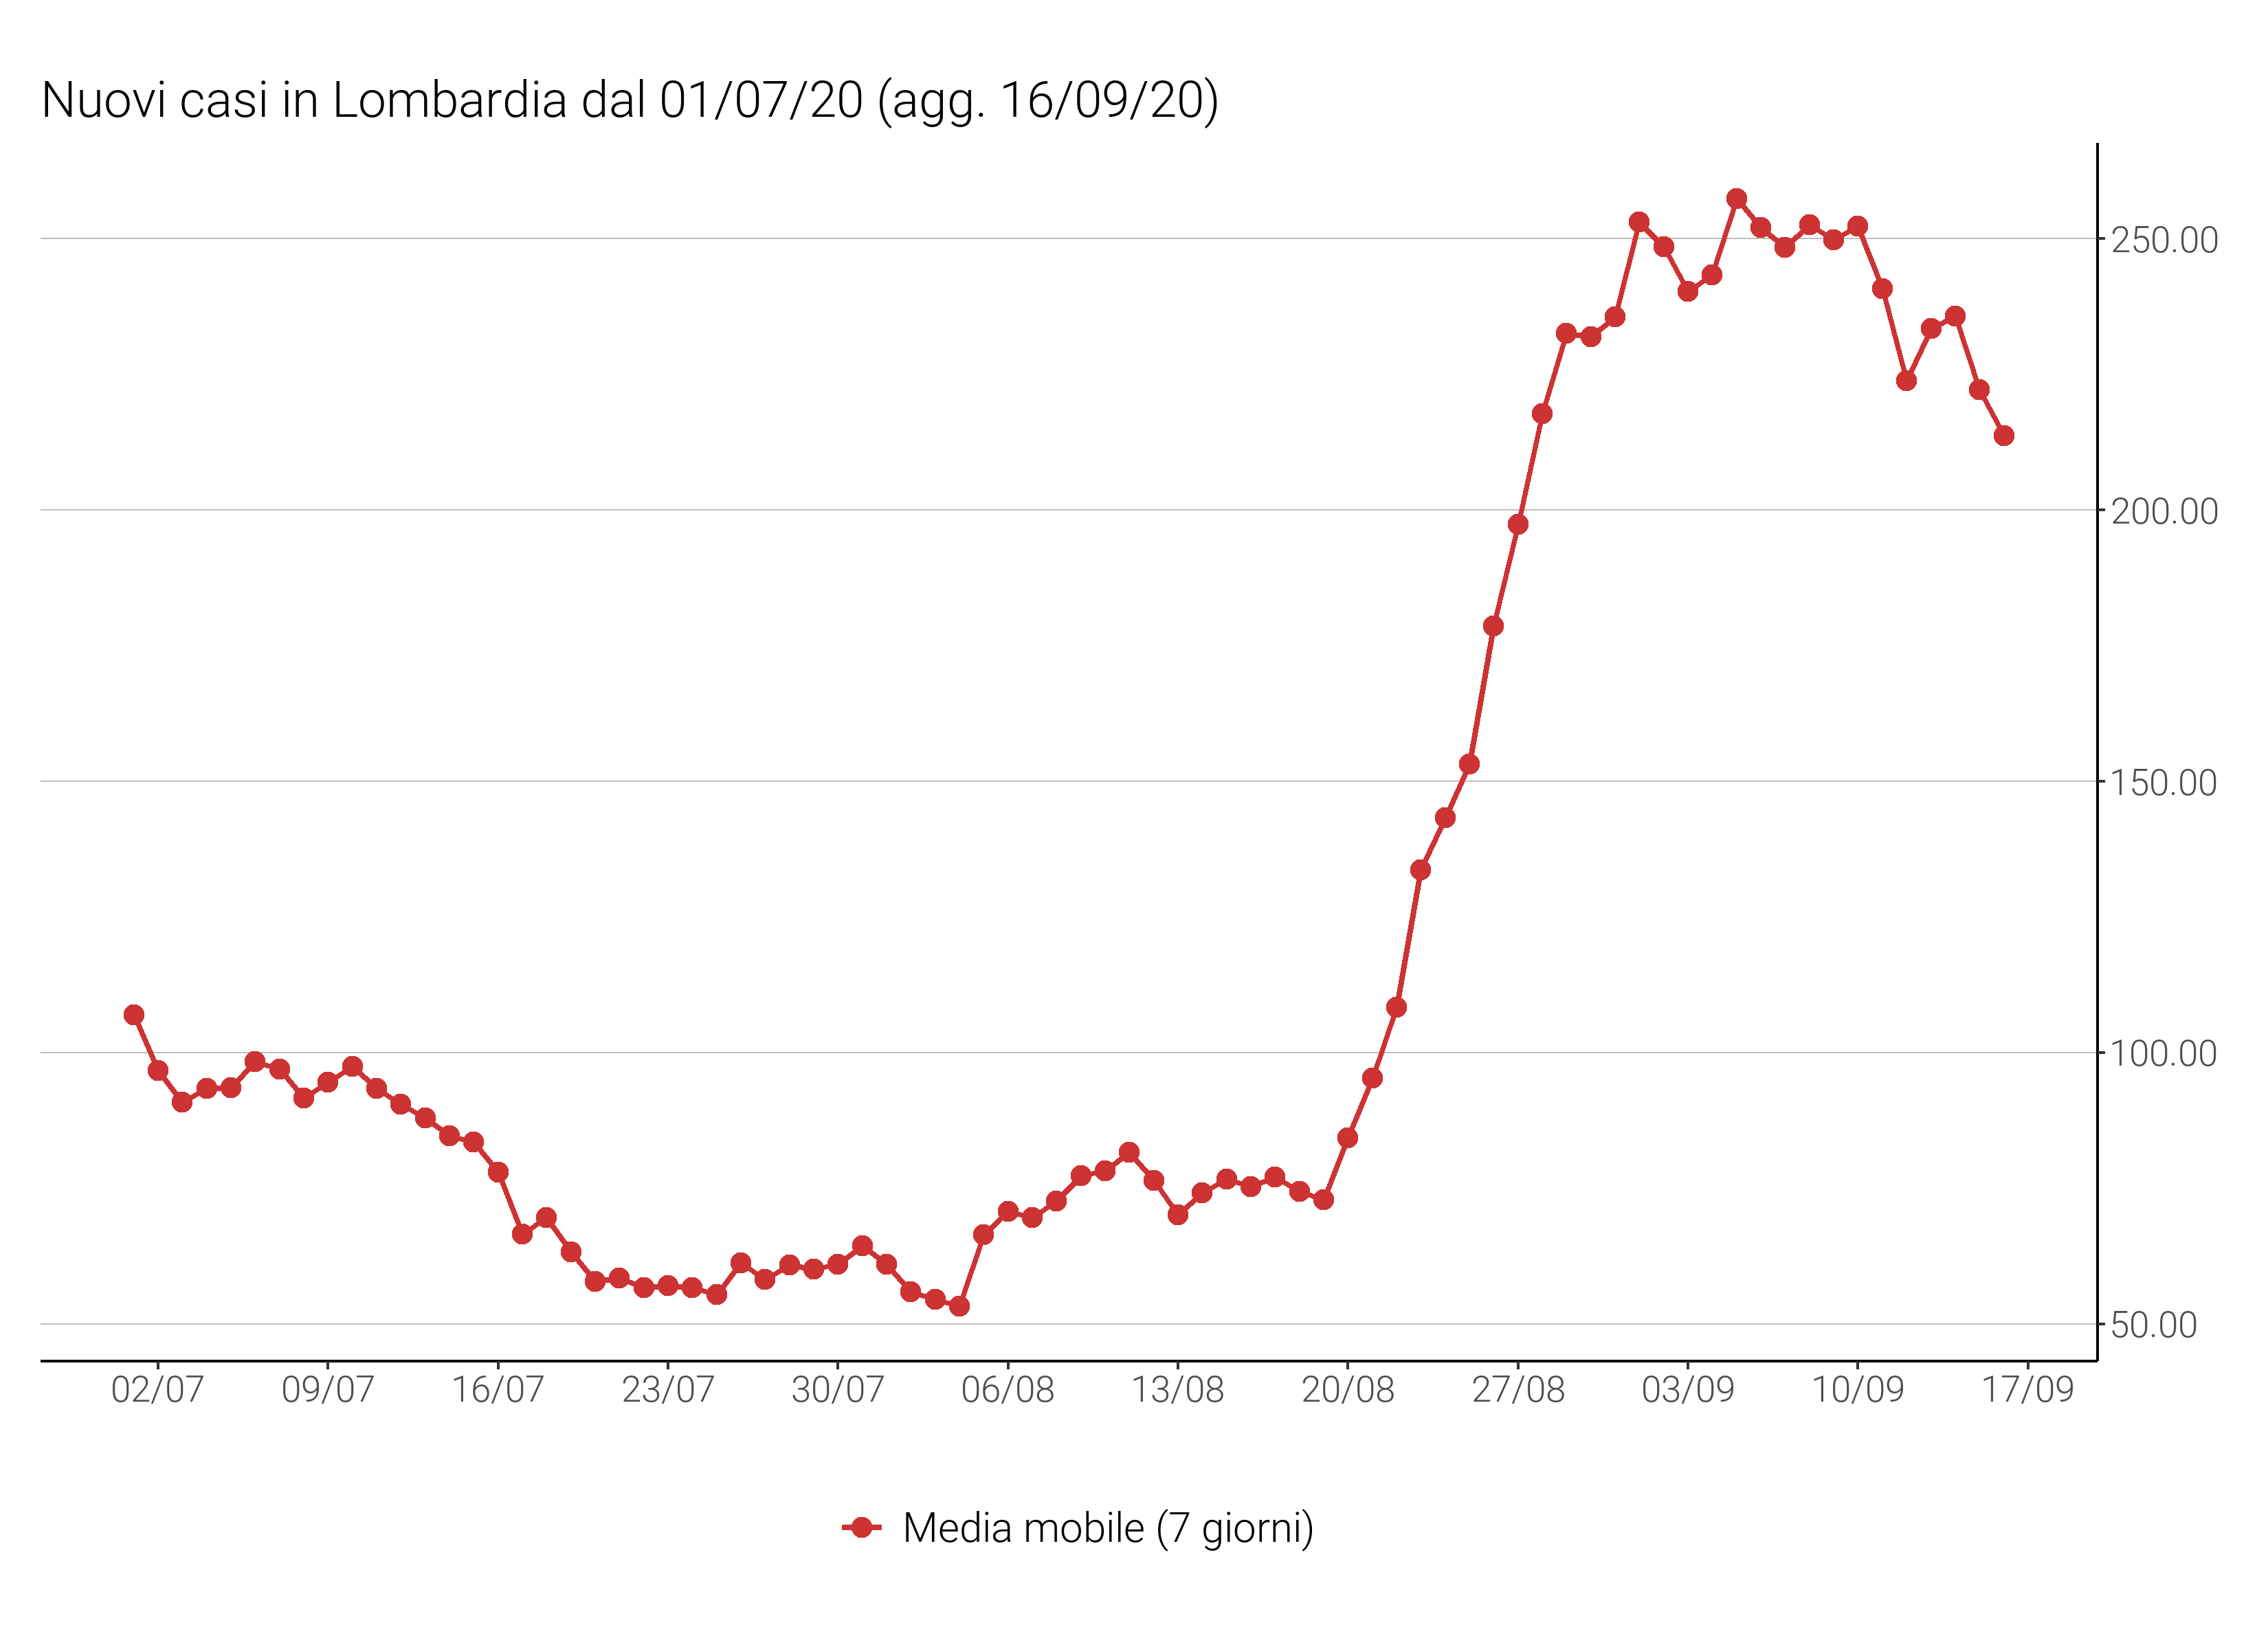 Nuovi casi in Lombardia dal 01/07/20 (agg. 16/09/20)
250.00
200.00
150.00
100.00
50.00
02/07 09/07 16/07 23/07 30/07 06/08 13/08 20/08 27/08 03/09 10/09 17/09
Media mobile (7 giorni)